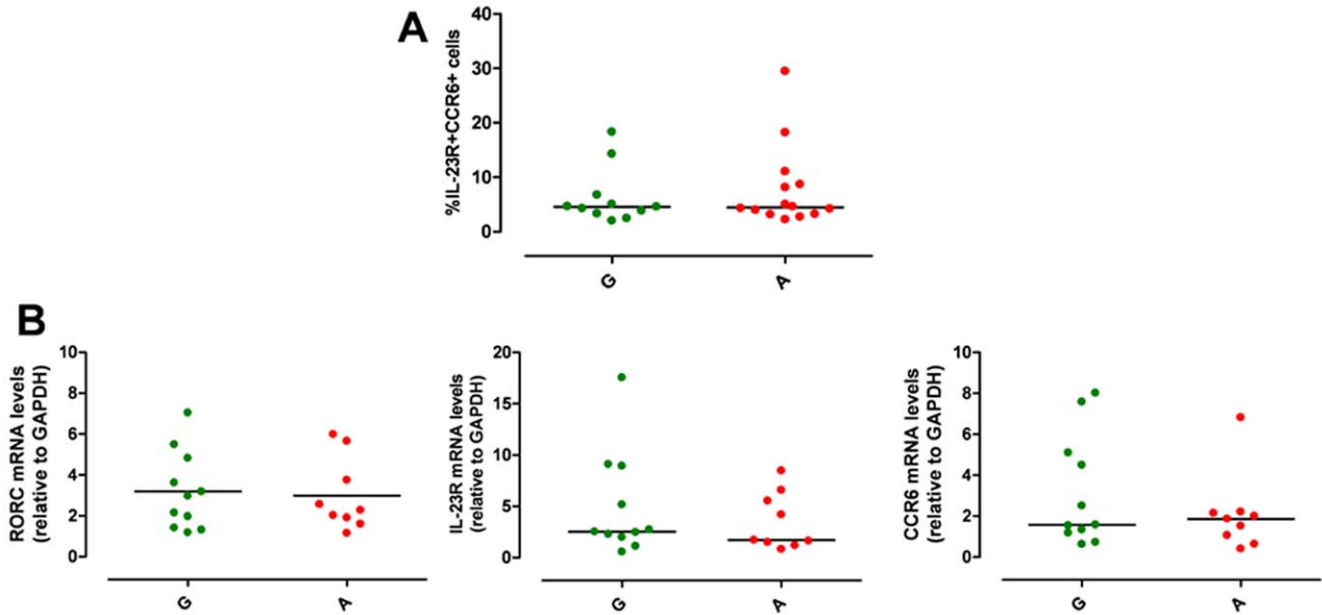 A
%IL-23R+CCR6+ cells
40
30
20
10
0
G
A
B
RORC mRNA levels
(relative to GAPDH)
10
8
6
4
2
0
G
A
IL-23R mRNA levels
(relative to GAPDH)
20
15
10
5
0
G
A
CCR6 mRNA levels
(relative to GAPDH)
10
8
6
4
2
0
G
A